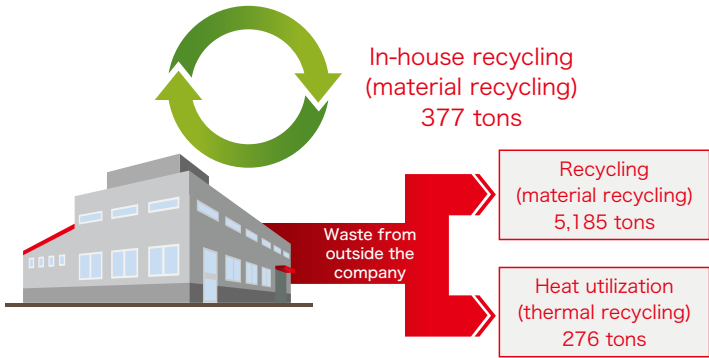 In-house recycling
(material recycling)
377 tons
Waste from
outside the
company
Recycling
(material recycling)
5,185 tons
Heat utilization
(thermal recycling)
276 tons